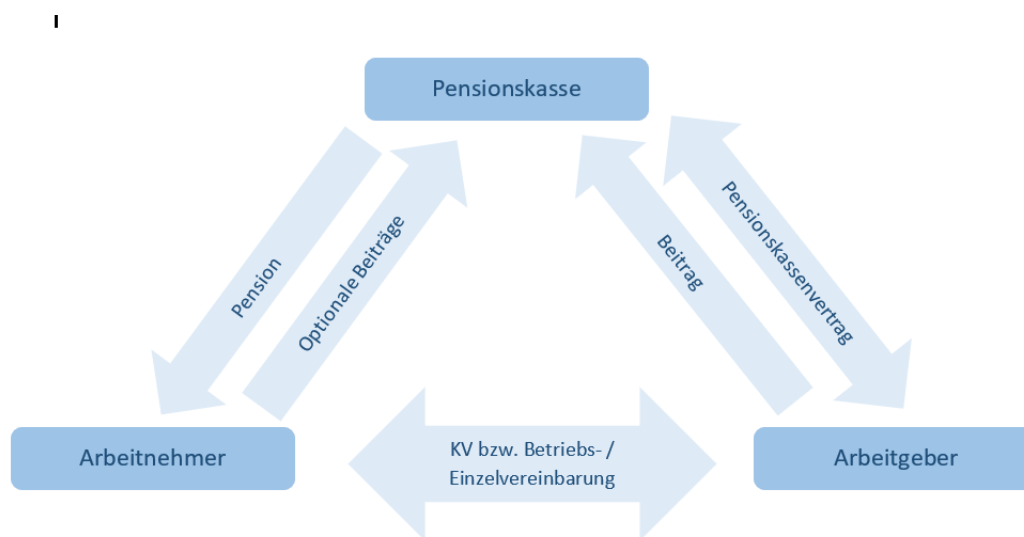 Pensionskasse
Pension
Optionale Beiträge
Beitrag
Pensionskassenvertrag
Arbeitnehmer
KV bzw. Betriebs- /
Einzelvereinbarung
Arbeitgeber